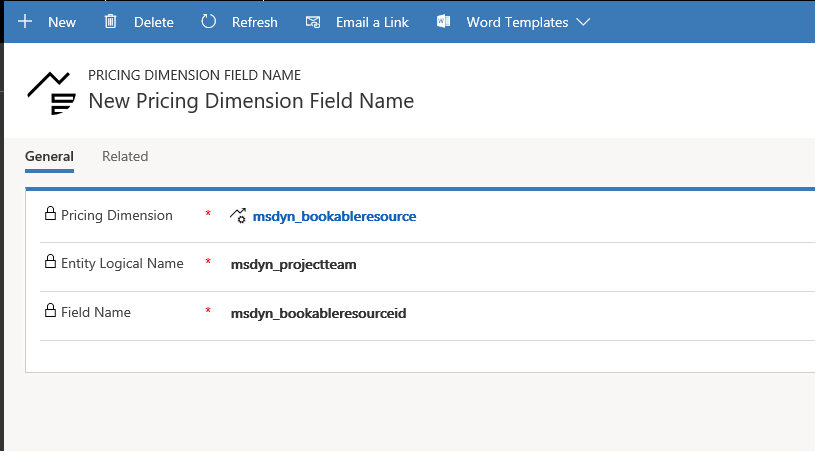 New Delete Refresh Email a Link Word Templates
PRICING DIMENSION FIELD NAME
New Pricing Dimension Field Name
General Related
Pricing Dimension * msdyn_bookableresource
Entity Logical Name * msdyn_projectteam
Field Name * msdyn_bookableresourceid